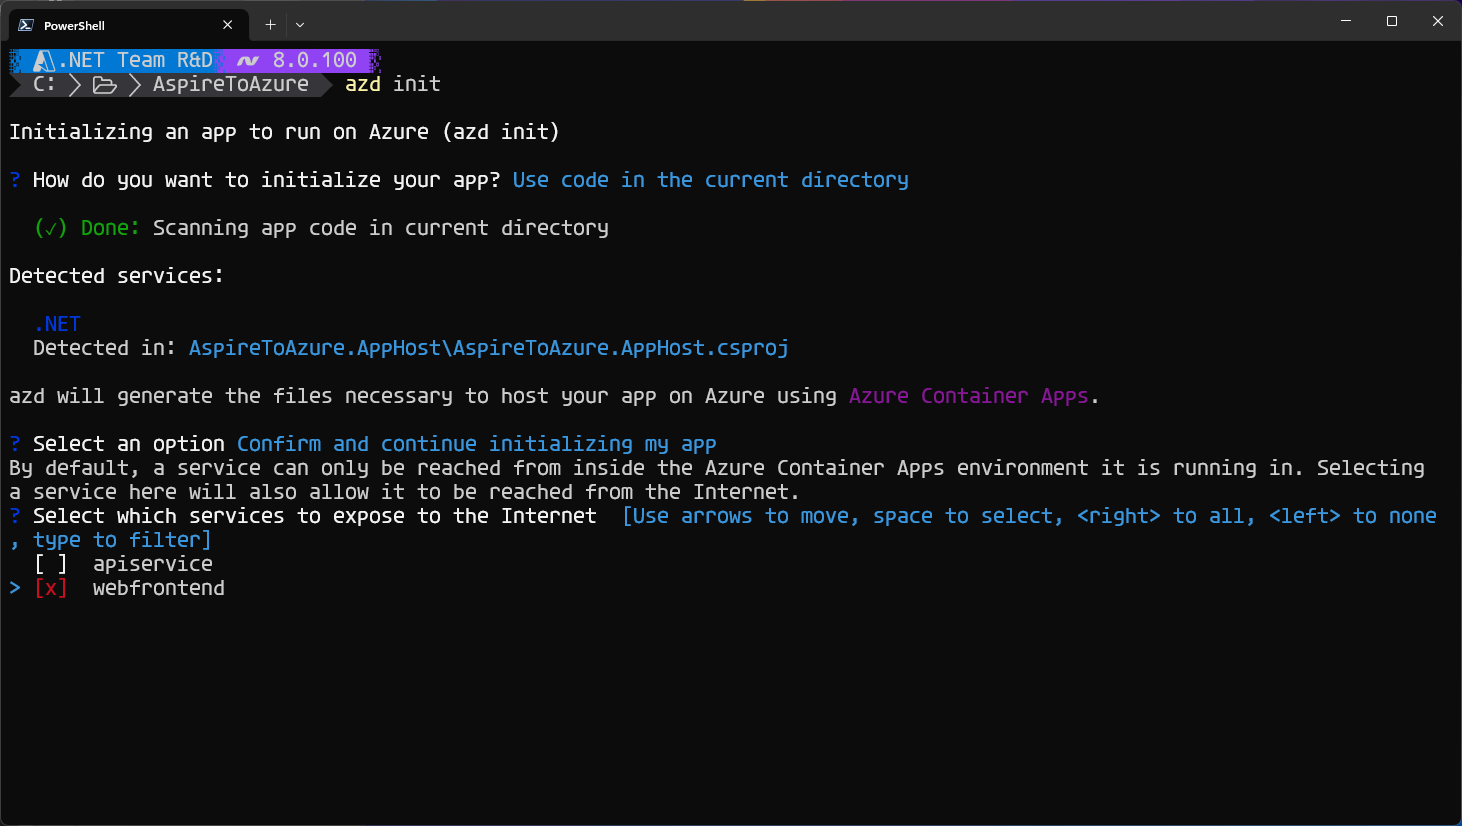 PowerShell
.NET Team R&D 8.0.100
C: AspireToAzure azd init
Initializing an app to run on Azure (azd init)
? How do you want to initialize your app? Use code in the current directory
(✓) Done: Scanning app code in current directory
Detected services:
.NET
Detected in: AspireToAzure.AppHost\AspireToAzure.AppHost.csproj
azd will generate the files necessary to host your app on Azure using Azure Container Apps.
? Select an option Confirm and continue initializing my app
By default, a service can only be reached from inside the Azure Container Apps environment it is running in. Selecting
a service here will also allow it to be reached from the Internet.
? Select which services to expose to the Internet [Use arrows to move, space to select, <right> to all, <left> to none
, type to filter]
[ ] apiservice
> [x] webfrontend